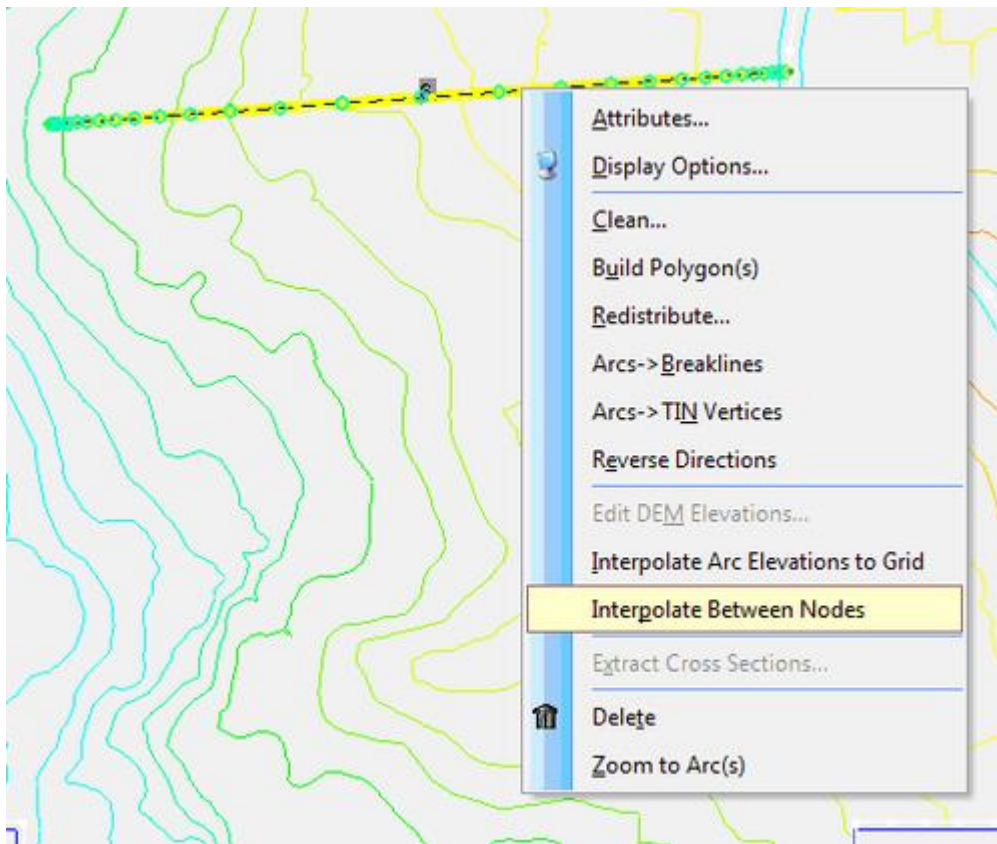 Attributes...
Display Options...
Clean...
Build Polygon(s)
Redistribute...
Arcs->Breaklines
Arcs->TIN Vertices
Reverse Directions
Edit DEM Elevations...
Interpolate Arc Elevations to Grid
Interpolate Between Nodes
Extract Cross Sections...
Delete
Zoom to Arc(s)